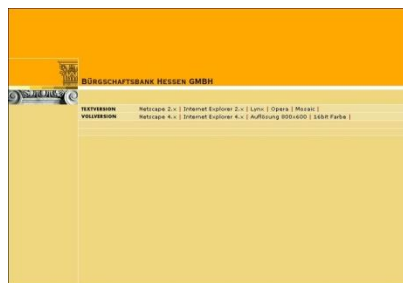 BÜRGSCHAFTSBANK HESSEN GMBH
TEXTVERSION Netscape 2.x | Internet Explorer 2.x | Lynx | Opera | Mozaic |
VOLLVERSION Netscape 4.x | Internet Explorer 4.x | Auflösung 800x600 | 16bit Farbe |